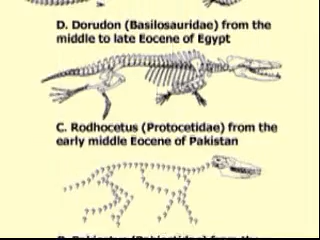 D. Dorudon (Basilosauridae) from the
middle to late Eocene of Egypt
C. Rodhocetus (Protocetidae) from the
early middle Eocene of Pakistan